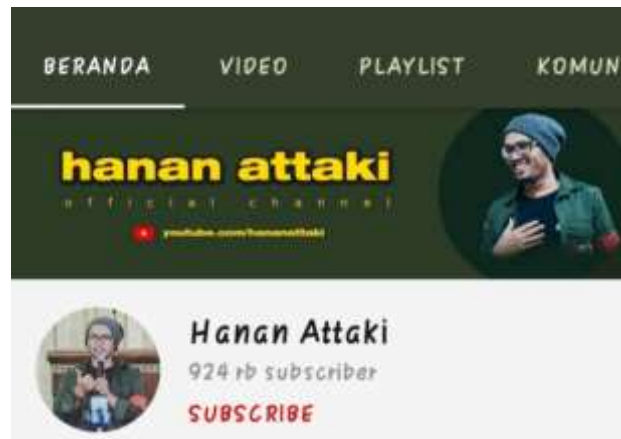 BERANDA VIDEO PLAYLIST KOMUN
hanan attaki
official channel
youtube.com/hananattaki
Hanan Attaki
924 rb subscriber
SUBSCRIBE